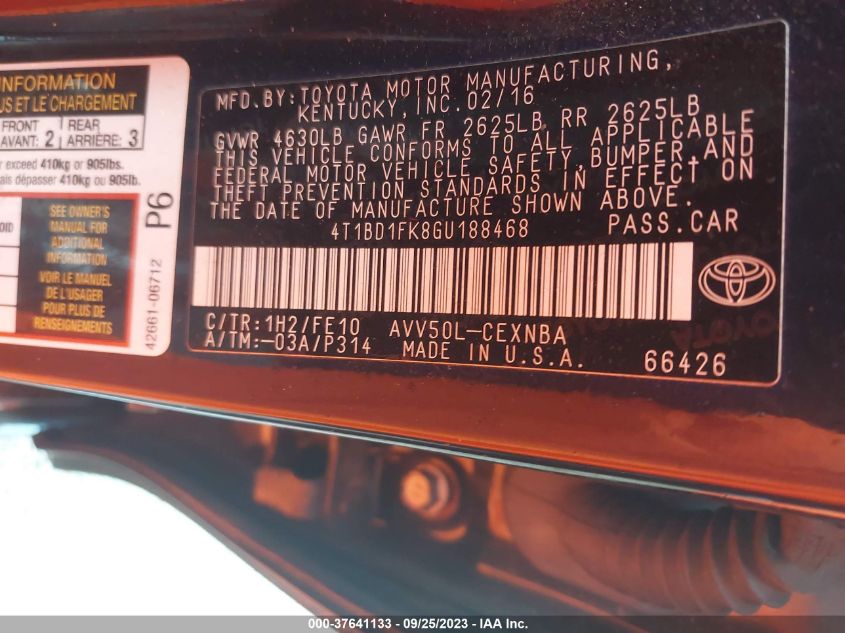 INFORMATION
US ET LE CHARGEMENT
FRONT
AVANT: 2
REAR
ARRIÈRE: 3
r exceed 410kg or 905lbs.
ais dépasser 410kg ou 905lb.
OID
SEE OWNER'S
MANUAL FOR
ADDITIONAL
INFORMATION
VOIR LE MANUEL
DE L'USAGER
POUR PLUS DE
RENSEIGNEMENTS
P6
42661-06712
MFD.BY:TOYOTA MOTOR MANUFACTURING,
KENTUCKY, INC. 02/16
GVWR 4630LB GAWR FR 2625LB, RR 2625LB
THIS VEHICLE CONFORMS TO ALL APPLICABLE
FEDERAL MOTOR VEHICLE SAFETY, BUMPER, AND
THEFT PREVENTION STANDARDS IN EFFECT ON
THE DATE OF MANUFACTURE SHOWN ABOVE.
4T1BD1FK8GU188468 PASS.CAR
C/TR:1H2/FE10 AVV50L-CEXNBA
A/TM:-03A/P314 MADE IN U.S.A. 66426
000-37641133 - 09/25/2023 - IAA Inc.